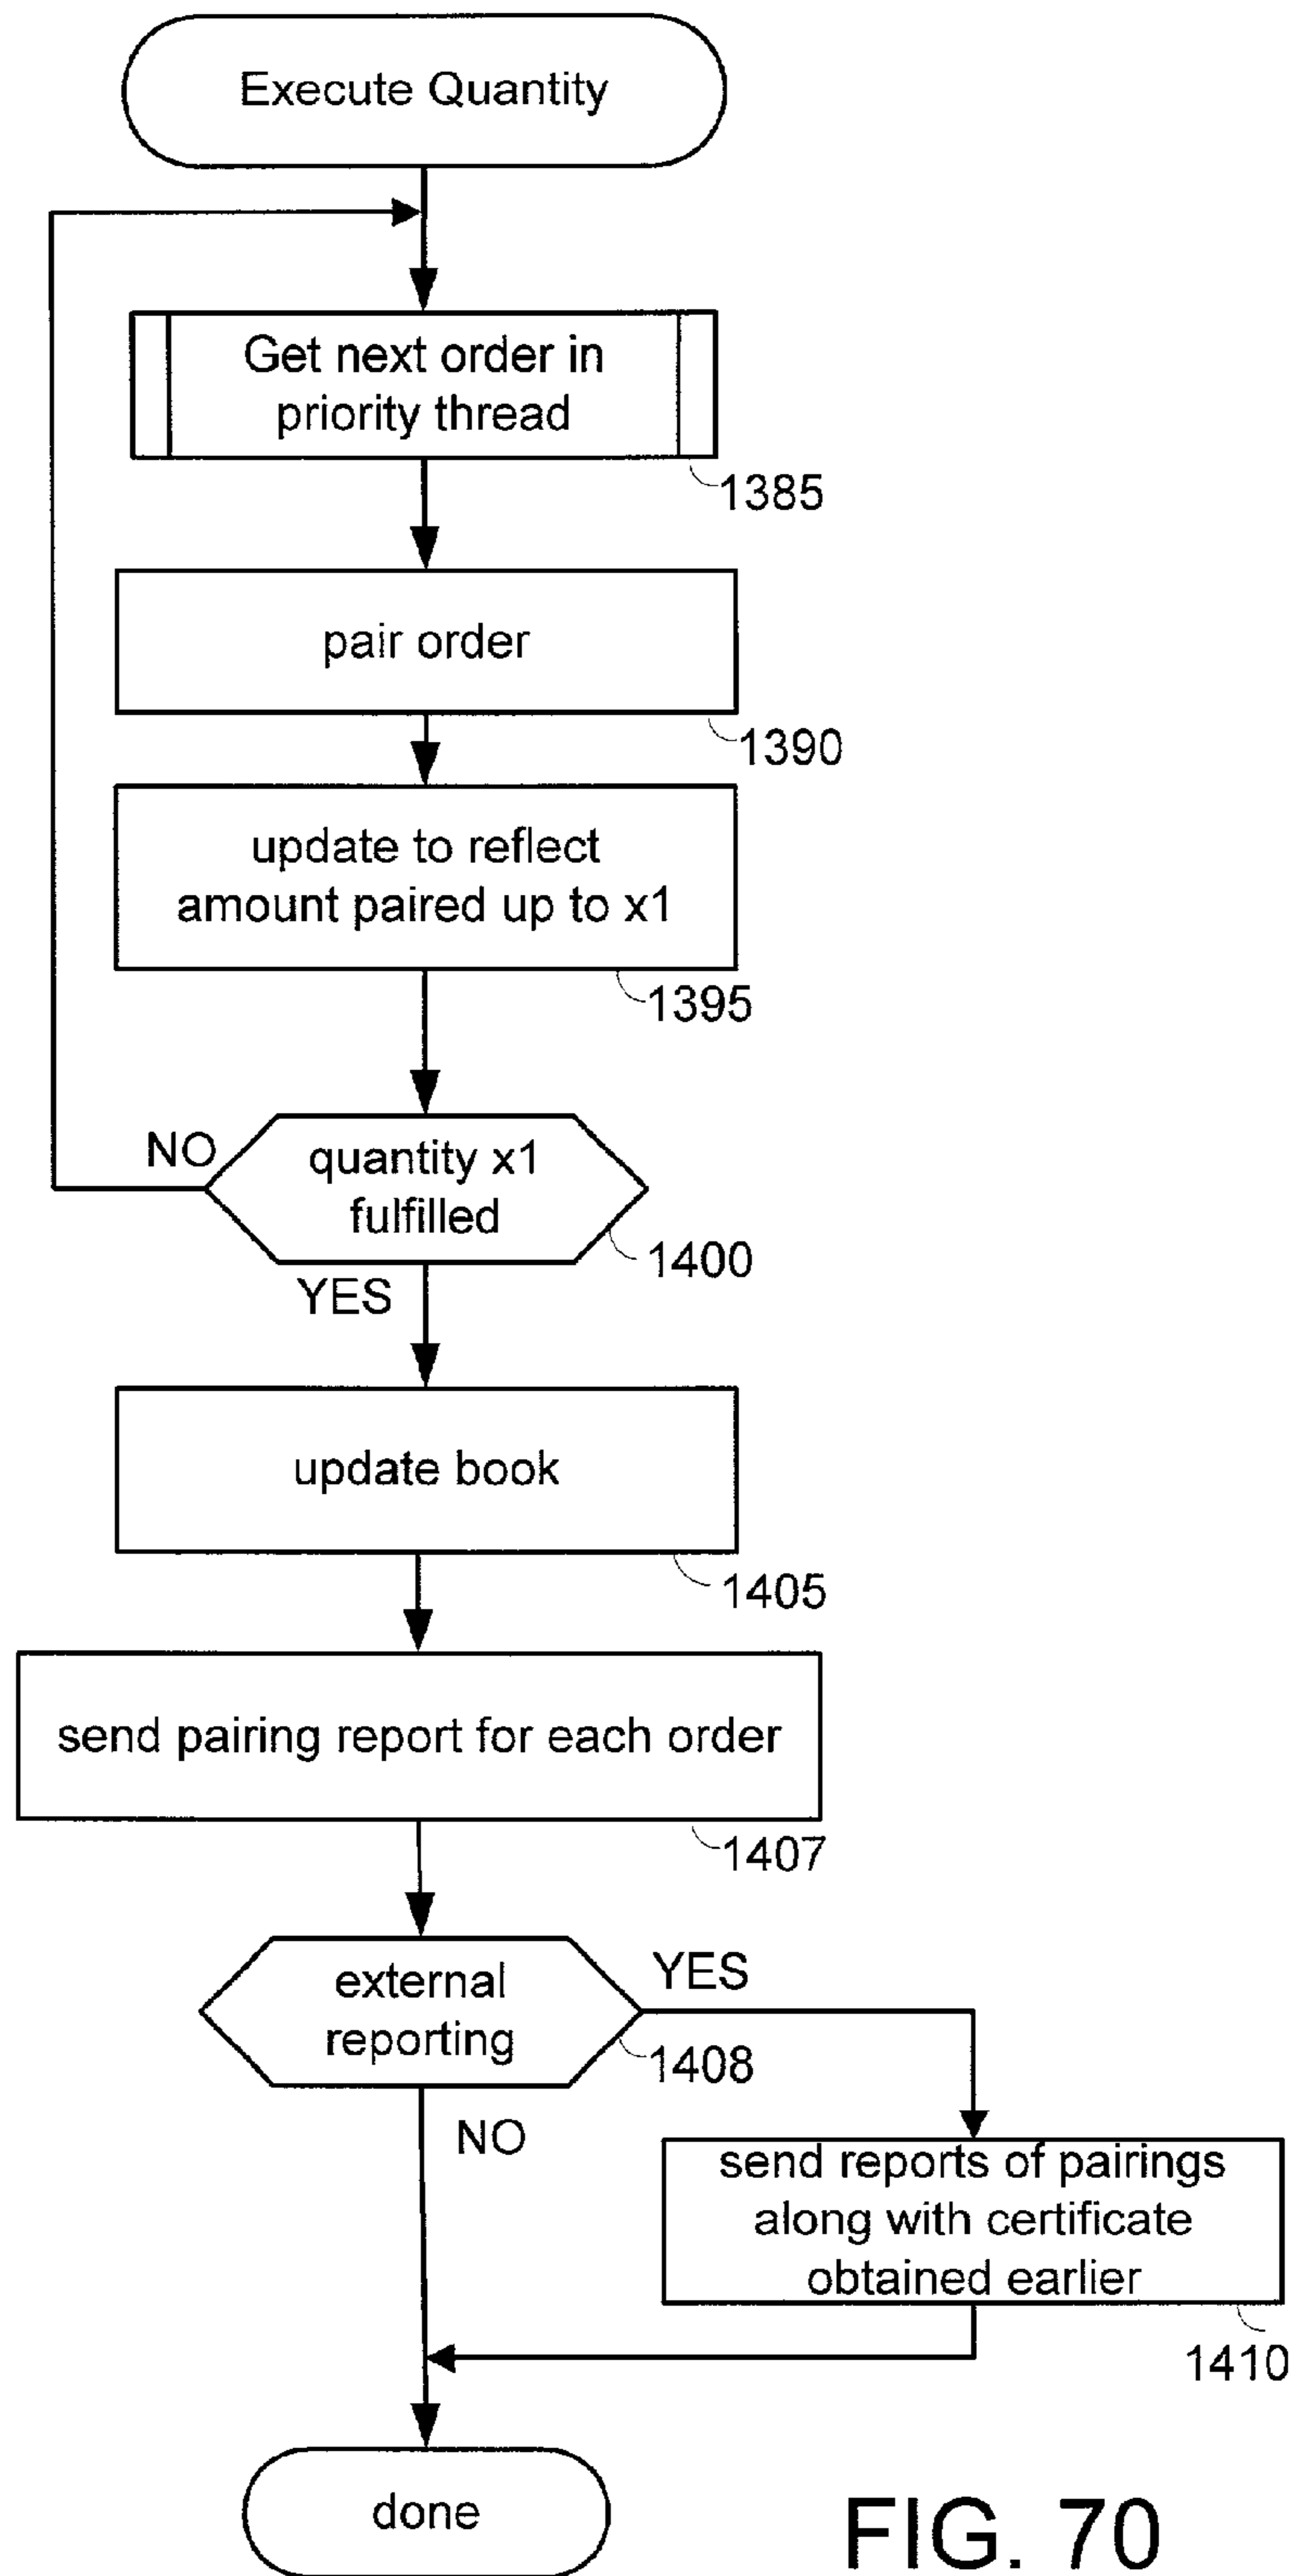 Execute Quantity
Get next order in
priority thread
1385
pair order
1390
update to reflect
amount paired up to x1
1395
NO
quantity x1
fulfilled
1400
YES
update book
1405
send pairing report for each order
1407
external
reporting
YES
1408
NO
send reports of pairings
along with certificate
obtained earlier
1410
done
FIG. 70